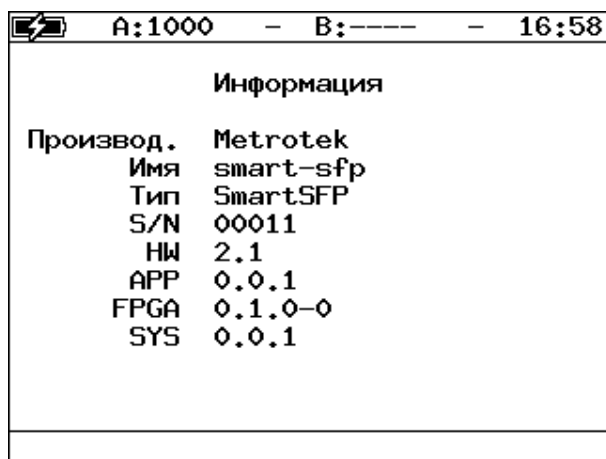 A:1000 – B:---- – 16:58
Информация
Производ. Metrotek
Имя smart-sfp
Тип SmartSFP
S/N 00011
HW 2.1
APP 0.0.1
FPGA 0.1.0-0
SYS 0.0.1